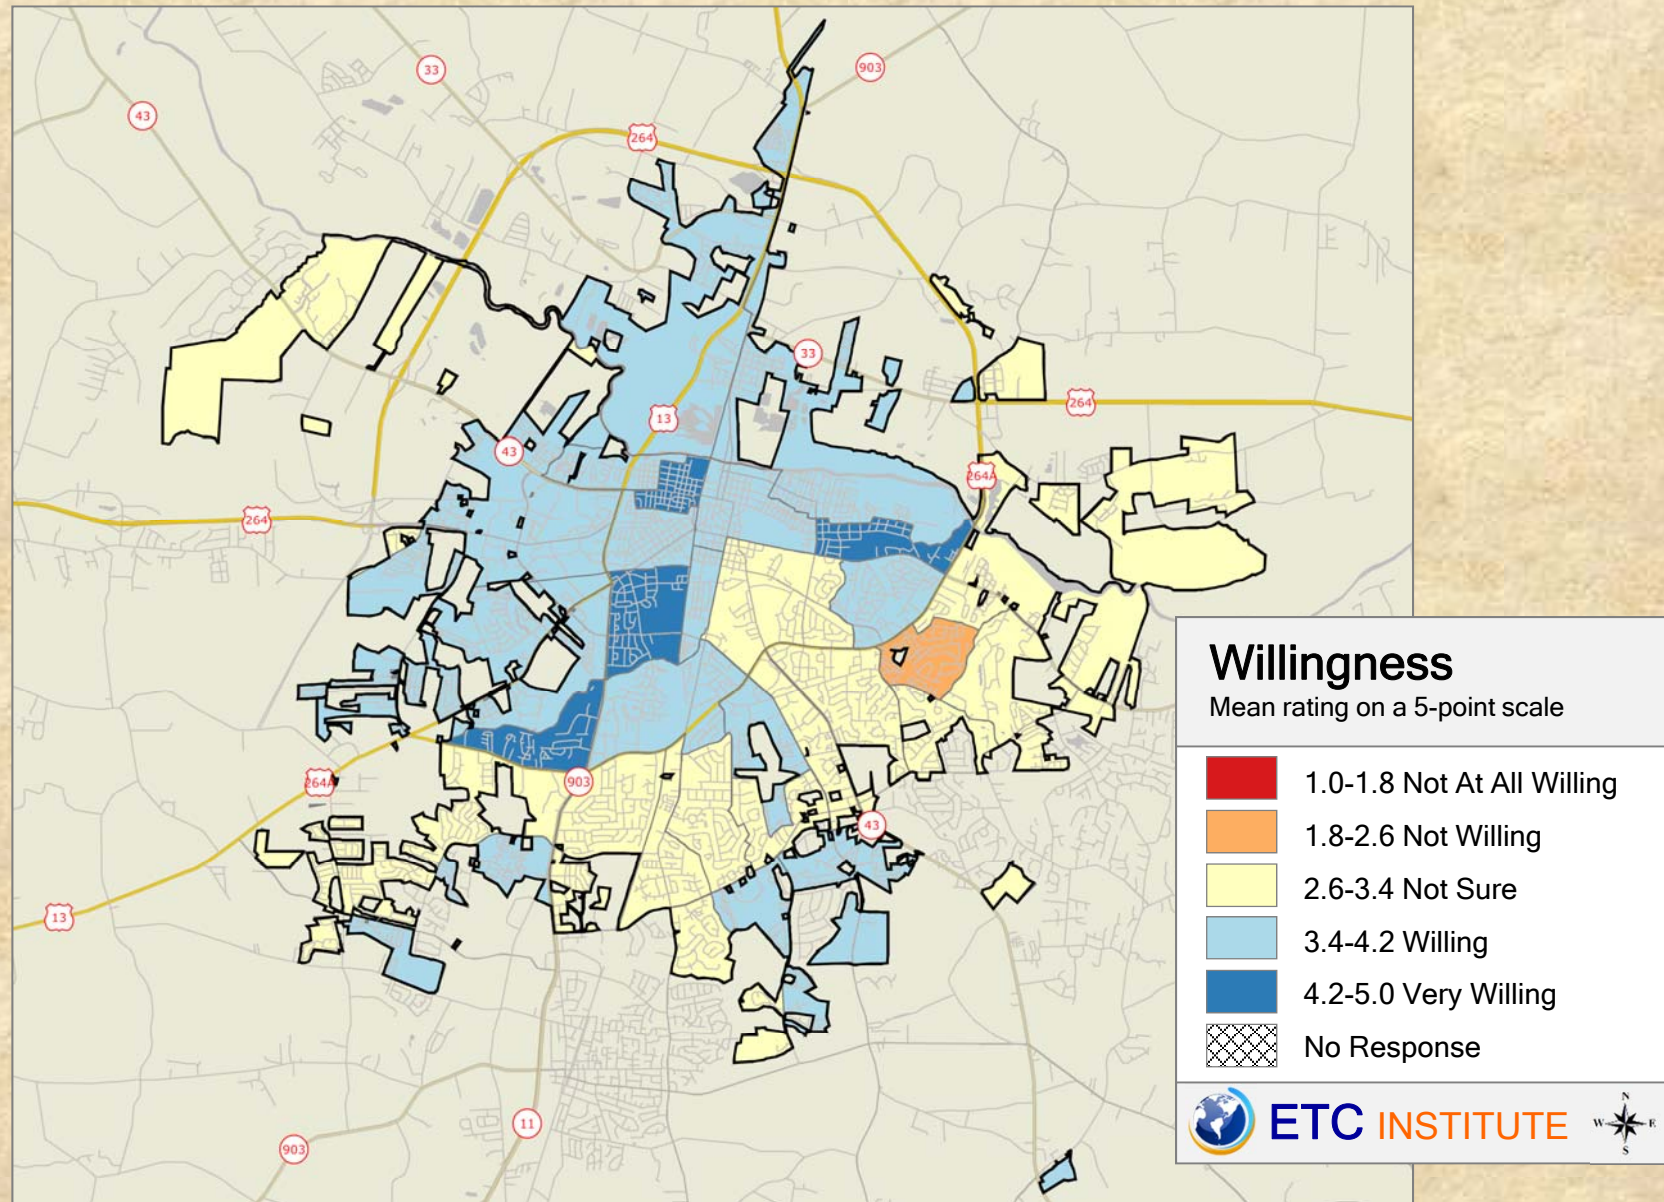 903
33
43
264
33
264
13
43
264A
264
903
264A
43
13
11
903
Willingness
Mean rating on a 5-point scale
1.0-1.8 Not At All Willing
1.8-2.6 Not Willing
2.6-3.4 Not Sure
3.4-4.2 Willing
4.2-5.0 Very Willing
No Response
ETC INSTITUTE
N
W E
S